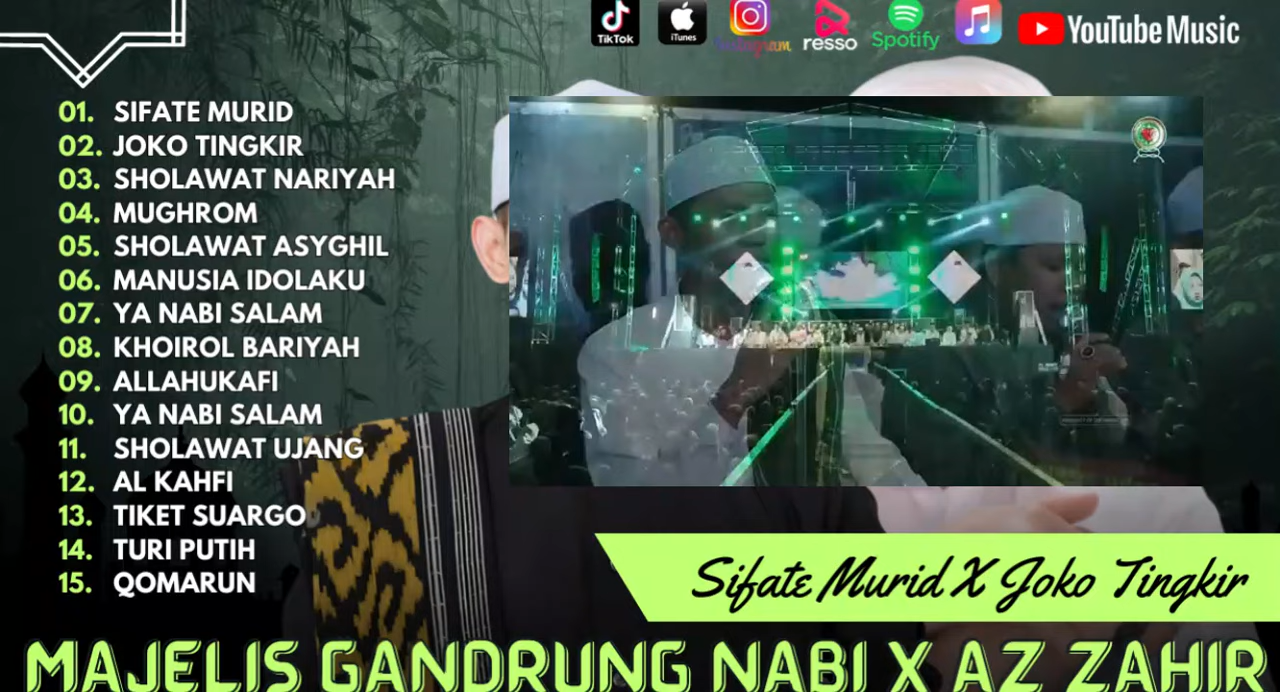 TikTok
iTunes
Instagram
resso
Spotify
YouTube Music
01. SIFATE MURID
02. JOKO TINGKIR
03. SHOLAWAT NARIYAH
04. MUGHROM
05. SHOLAWAT ASYGHIL
06. MANUSIA IDOLAKU
07. YA NABI SALAM
08. KHOIROL BARIYAH
09. ALLAHUKAFI
10. YA NABI SALAM
11. SHOLAWAT UJANG
12. AL KAHFI
13. TIKET SUARGO
14. TURI PUTIH
15. QOMARUN
Sifate Murid X Joko Tingkir
MAJELIS GANDRUNG NABI X AZ ZAHIR